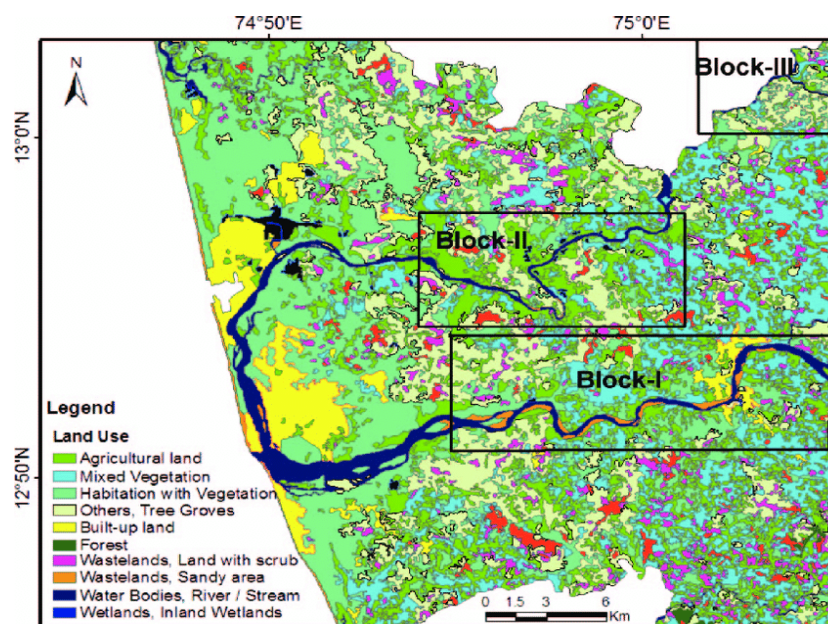 74°50'E
75°0'E
N
Block-III
13°0'N
Block-II
Block-I
12°50'N
Legend
Land Use
Agricultural land
Mixed Vegetation
Habitation with Vegetation
Others, Tree Groves
Built-up land
Forest
Wastelands, Land with scrub
Wastelands, Sandy area
Water Bodies, River / Stream
Wetlands, Inland Wetlands
0 1.5 3 6
Km